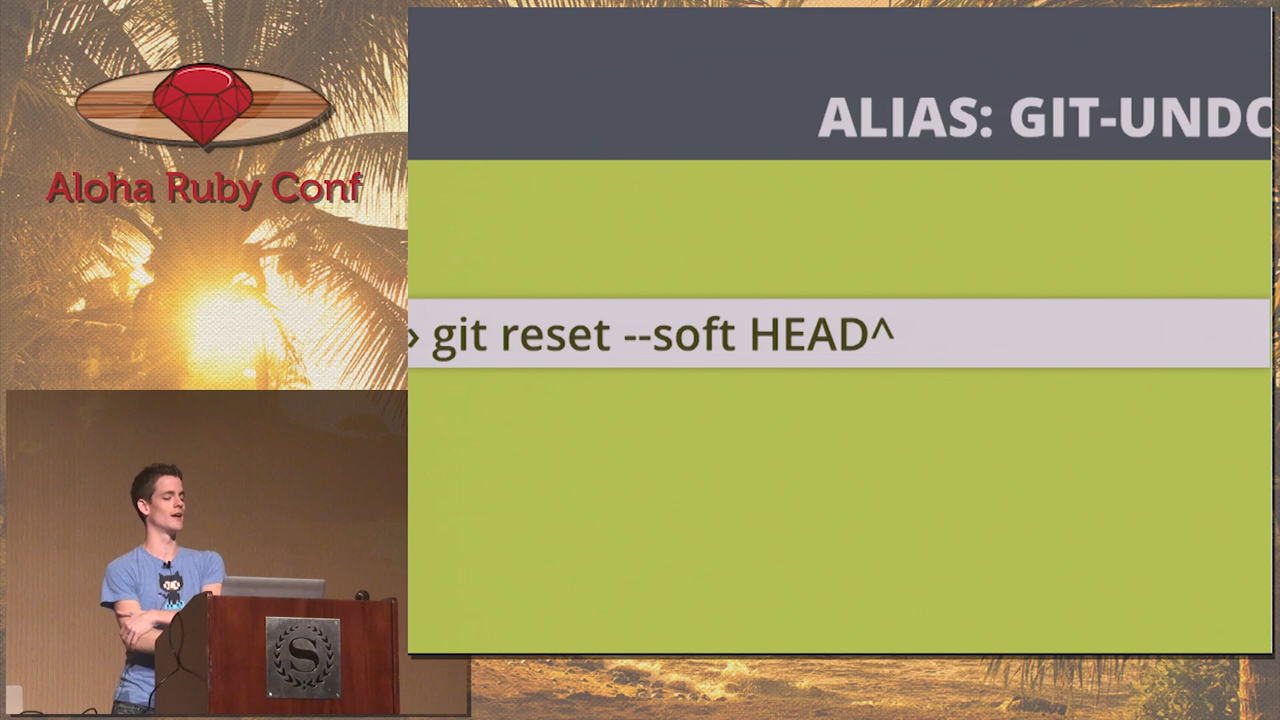 Aloha Ruby Conf
ALIAS: GIT-UNDO
› git reset --soft HEAD^
S